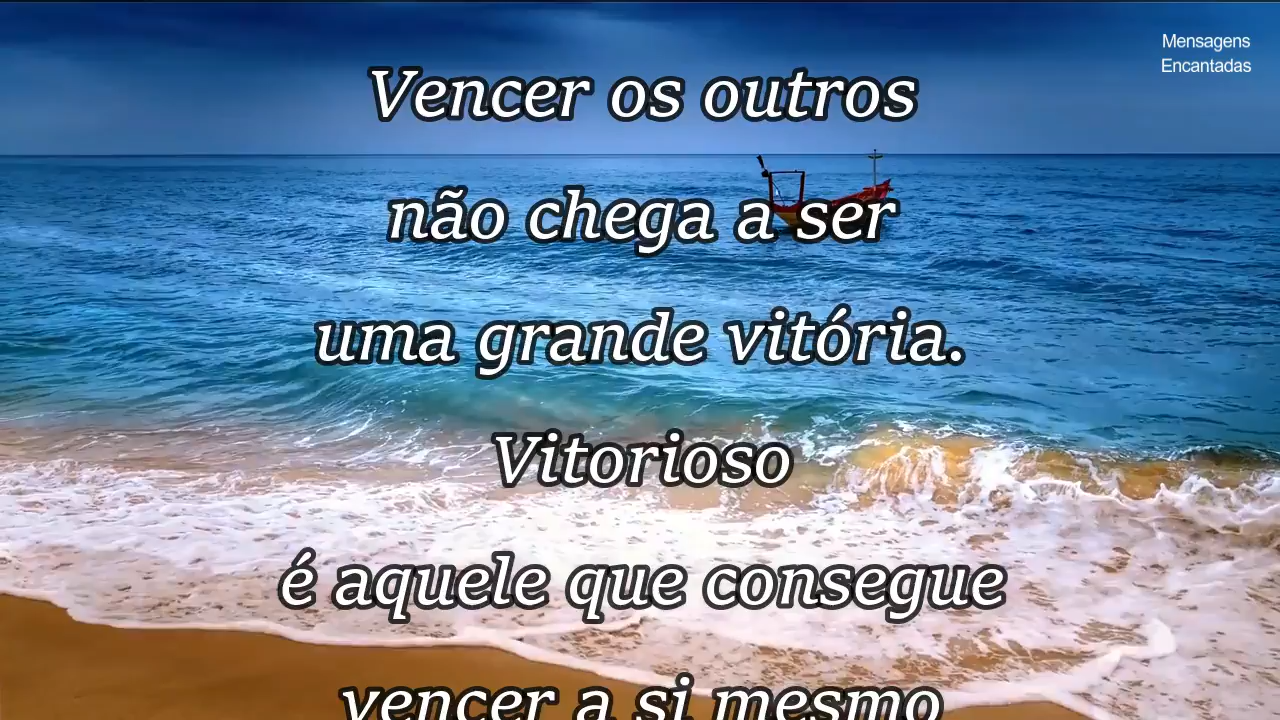 Mensagens
Encantadas
Vencer os outros
não chega a ser
uma grande vitória.
Vitorioso
é aquele que consegue
vencer a si mesmo